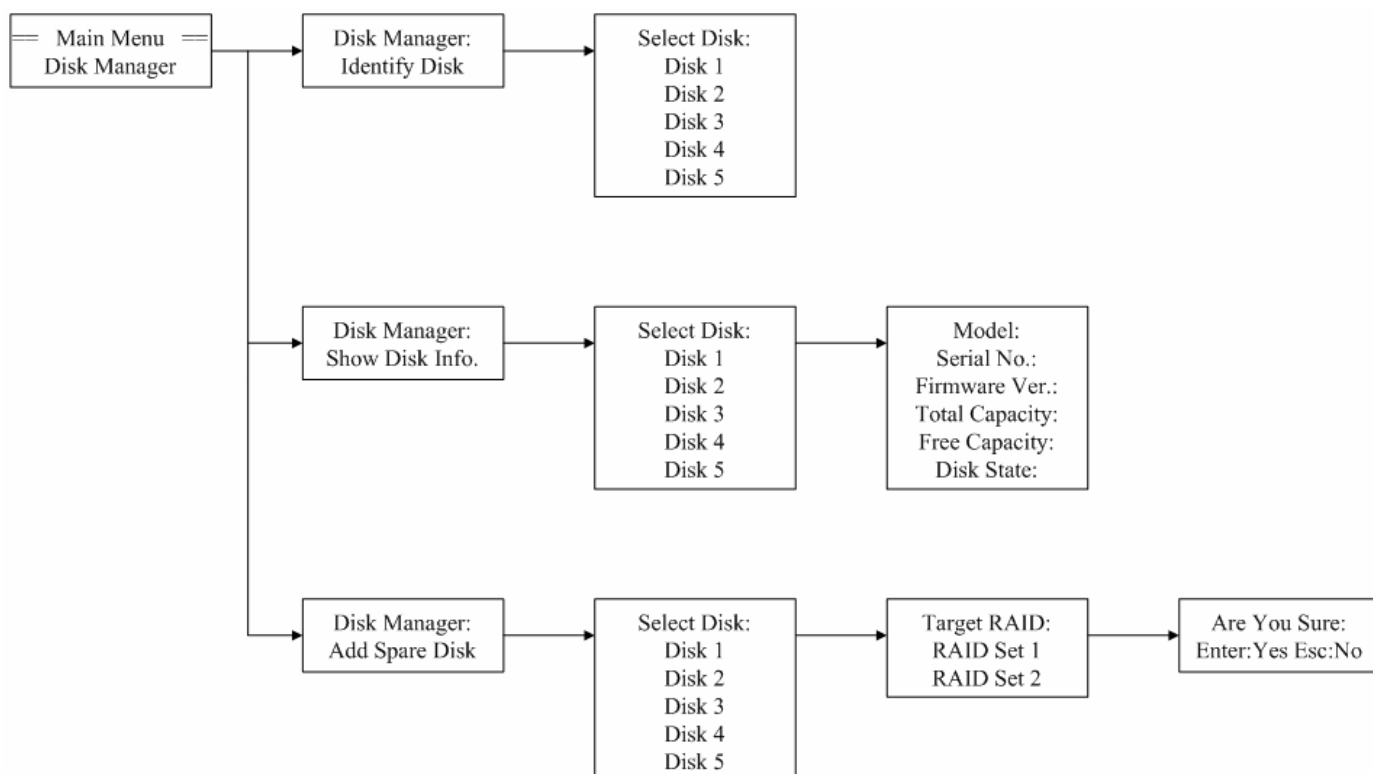 == Main Menu ==
Disk Manager
Disk Manager:
Identify Disk
Select Disk:
Disk 1
Disk 2
Disk 3
Disk 4
Disk 5
Disk Manager:
Show Disk Info.
Select Disk:
Disk 1
Disk 2
Disk 3
Disk 4
Disk 5
Model:
Serial No.:
Firmware Ver.:
Total Capacity:
Free Capacity:
Disk State:
Disk Manager:
Add Spare Disk
Select Disk:
Disk 1
Disk 2
Disk 3
Disk 4
Disk 5
Target RAID:
RAID Set 1
RAID Set 2
Are You Sure:
Enter:Yes Esc:No